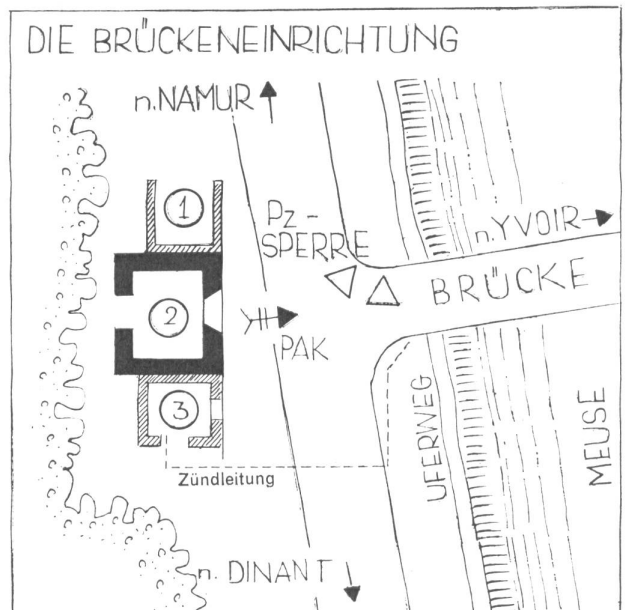 DIE BRÜCKENEINRICHTUNG
n.NAMUR
1
Pz-
SPERRE
n.YVOIR
BRÜCKE
2
PAK
3
UFERWEG
MEUSE
Zündleitung
n. DINANT